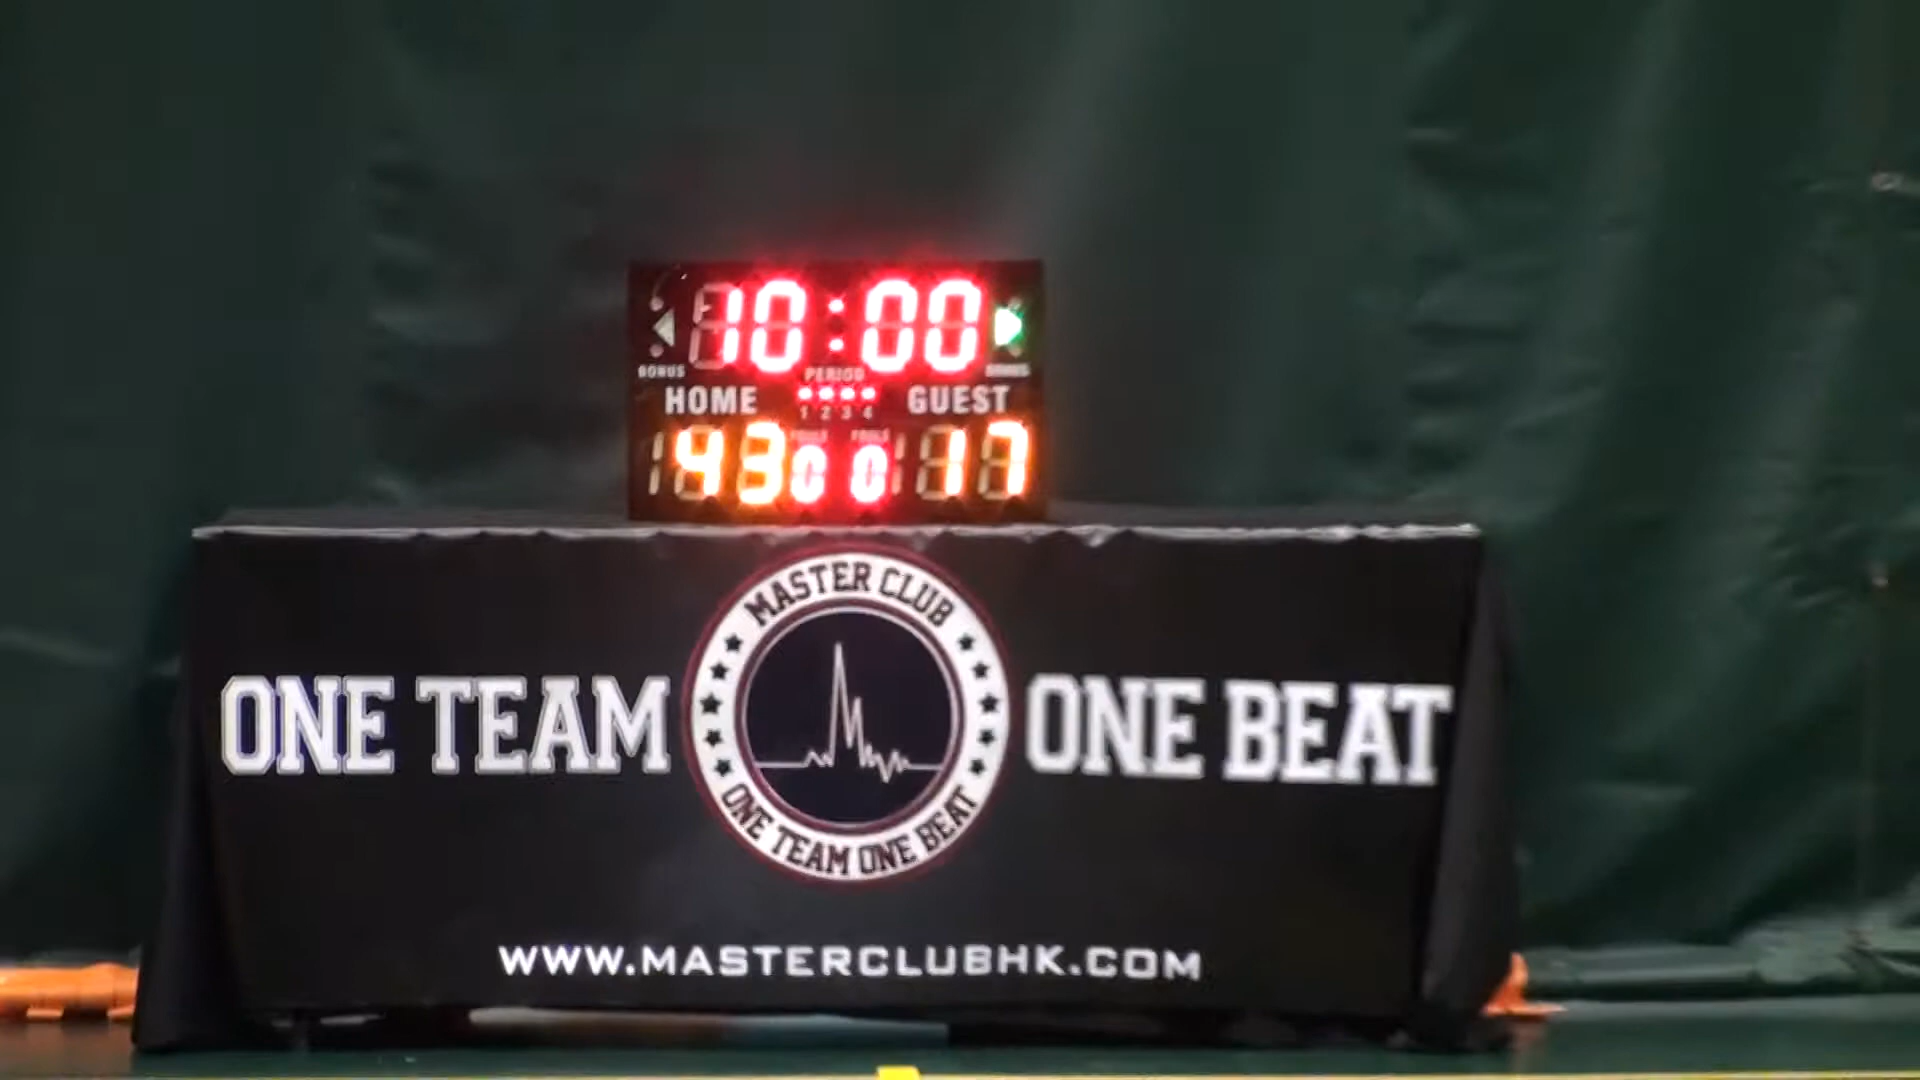 10:00
BONUS PERIOD BONUS
HOME 1 2 3 4 GUEST
FOULS FOULS
43 0 0 17
MASTER CLUB
ONE TEAM ONE BEAT
ONE TEAM ONE BEAT
WWW.MASTERCLUBHK.COM